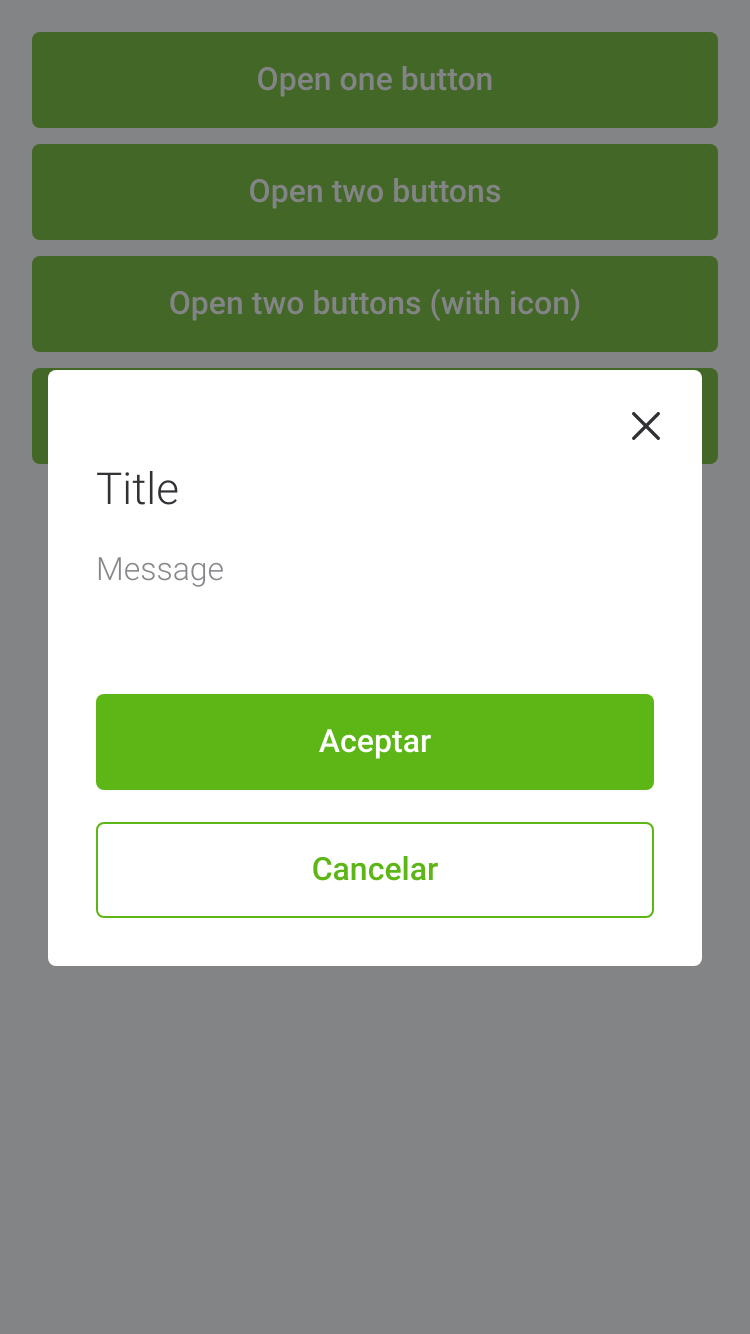 Open one button
Open two buttons
Open two buttons (with icon)
Title
Message
Aceptar
Cancelar